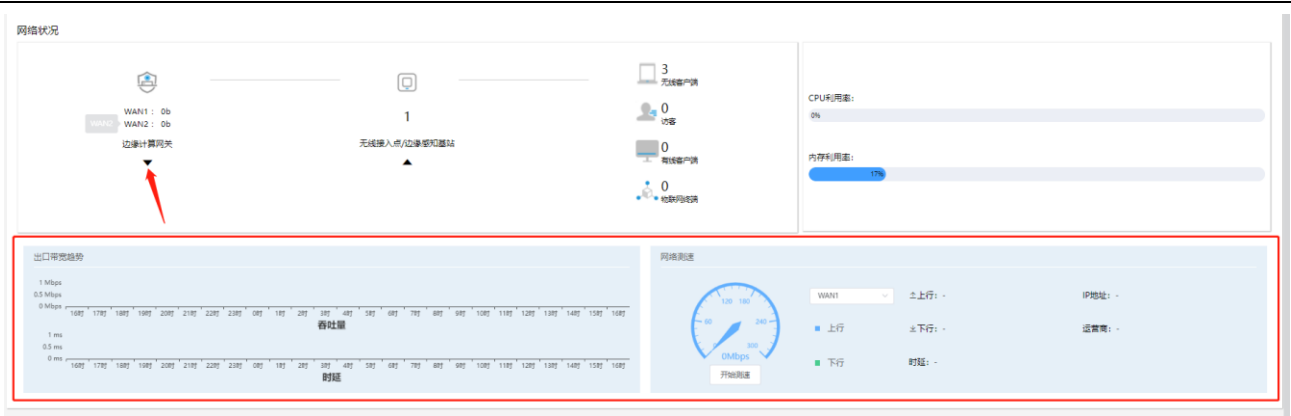 网络状况
WAN1： 0b
WAN2
WAN2： 0b
边缘计算网关
1
无线接入点/边缘感知基站
3
无线客户端
0
访客
0
有线客户端
0
物联网终端
CPU利用率：
0%
内存利用率：
17%
出口带宽趋势
1 Mbps
0.5 Mbps
0 Mbps
16时 17时 18时 19时 20时 21时 22时 23时 0时 1时 2时 3时 4时 5时 6时 7时 8时 9时 10时 11时 12时 13时 14时 15时 16时
吞吐量
1 ms
0.5 ms
0 ms
16时 17时 18时 19时 20时 21时 22时 23时 0时 1时 2时 3时 4时 5时 6时 7时 8时 9时 10时 11时 12时 13时 14时 15时 16时
时延
网络测速
0 60 120 180 240 300
0Mbps
开始测速
WAN1
上行
下行
上行： -
下行： -
时延： -
IP地址： -
运营商： -